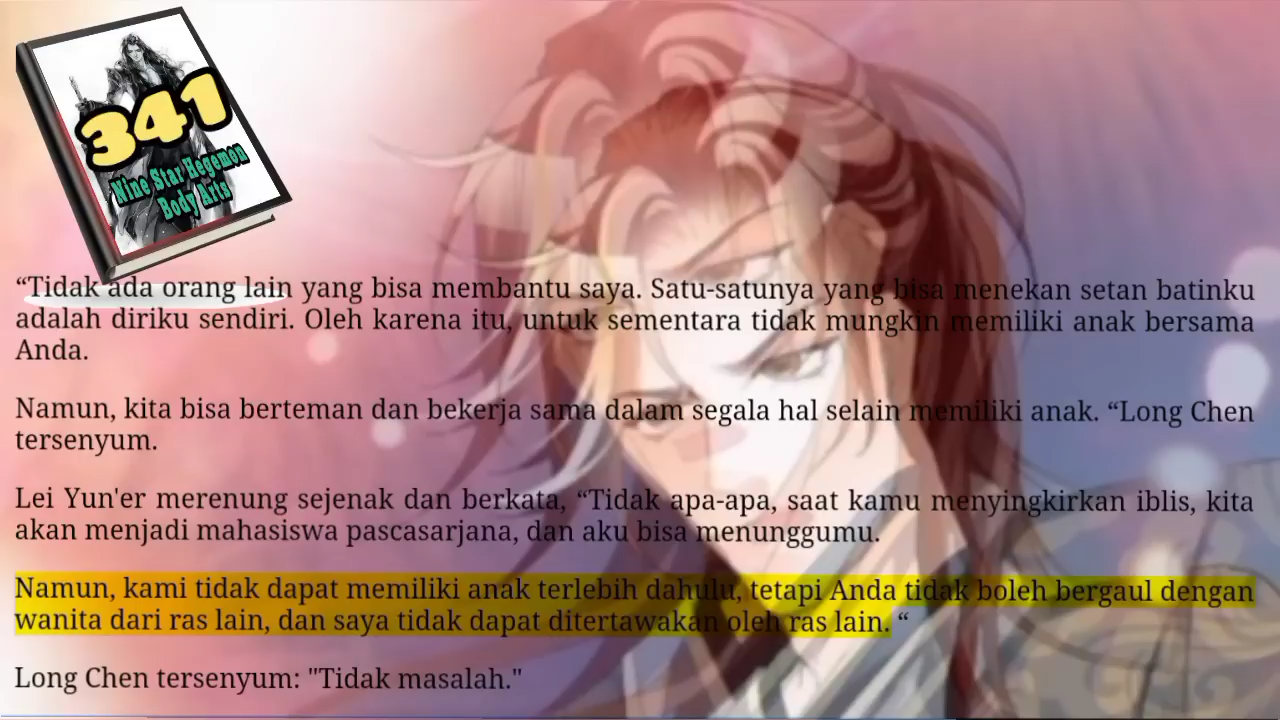 341
Nine Star Hegemon
Body Arts
“Tidak ada orang lain yang bisa membantu saya. Satu-satunya yang bisa menekan setan batinku
adalah diriku sendiri. Oleh karena itu, untuk sementara tidak mungkin memiliki anak bersama
Anda.
Namun, kita bisa berteman dan bekerja sama dalam segala hal selain memiliki anak. “Long Chen
tersenyum.
Lei Yun'er merenung sejenak dan berkata, “Tidak apa-apa, saat kamu menyingkirkan iblis, kita
akan menjadi mahasiswa pascasarjana, dan aku bisa menunggumu.
Namun, kami tidak dapat memiliki anak terlebih dahulu, tetapi Anda tidak boleh bergaul dengan
wanita dari ras lain, dan saya tidak dapat ditertawakan oleh ras lain. “
Long Chen tersenyum: "Tidak masalah."